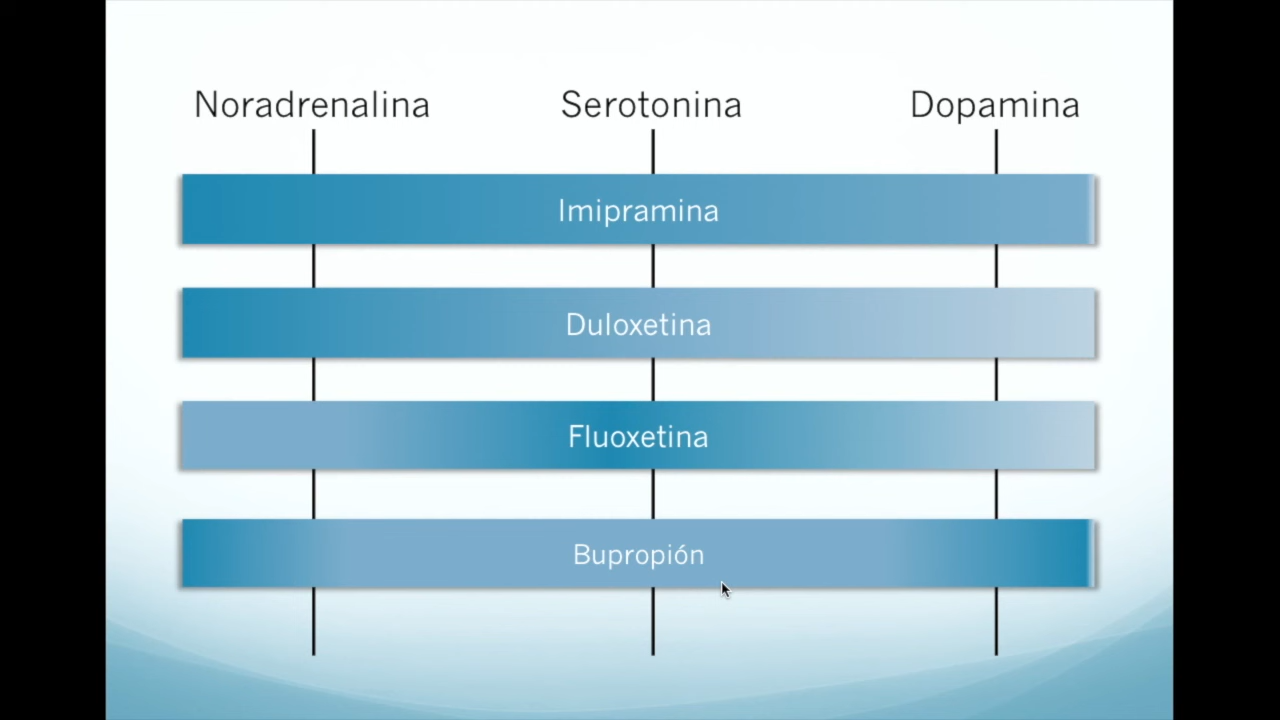 Noradrenalina Serotonina Dopamina
Imipramina
Duloxetina
Fluoxetina
Bupropión